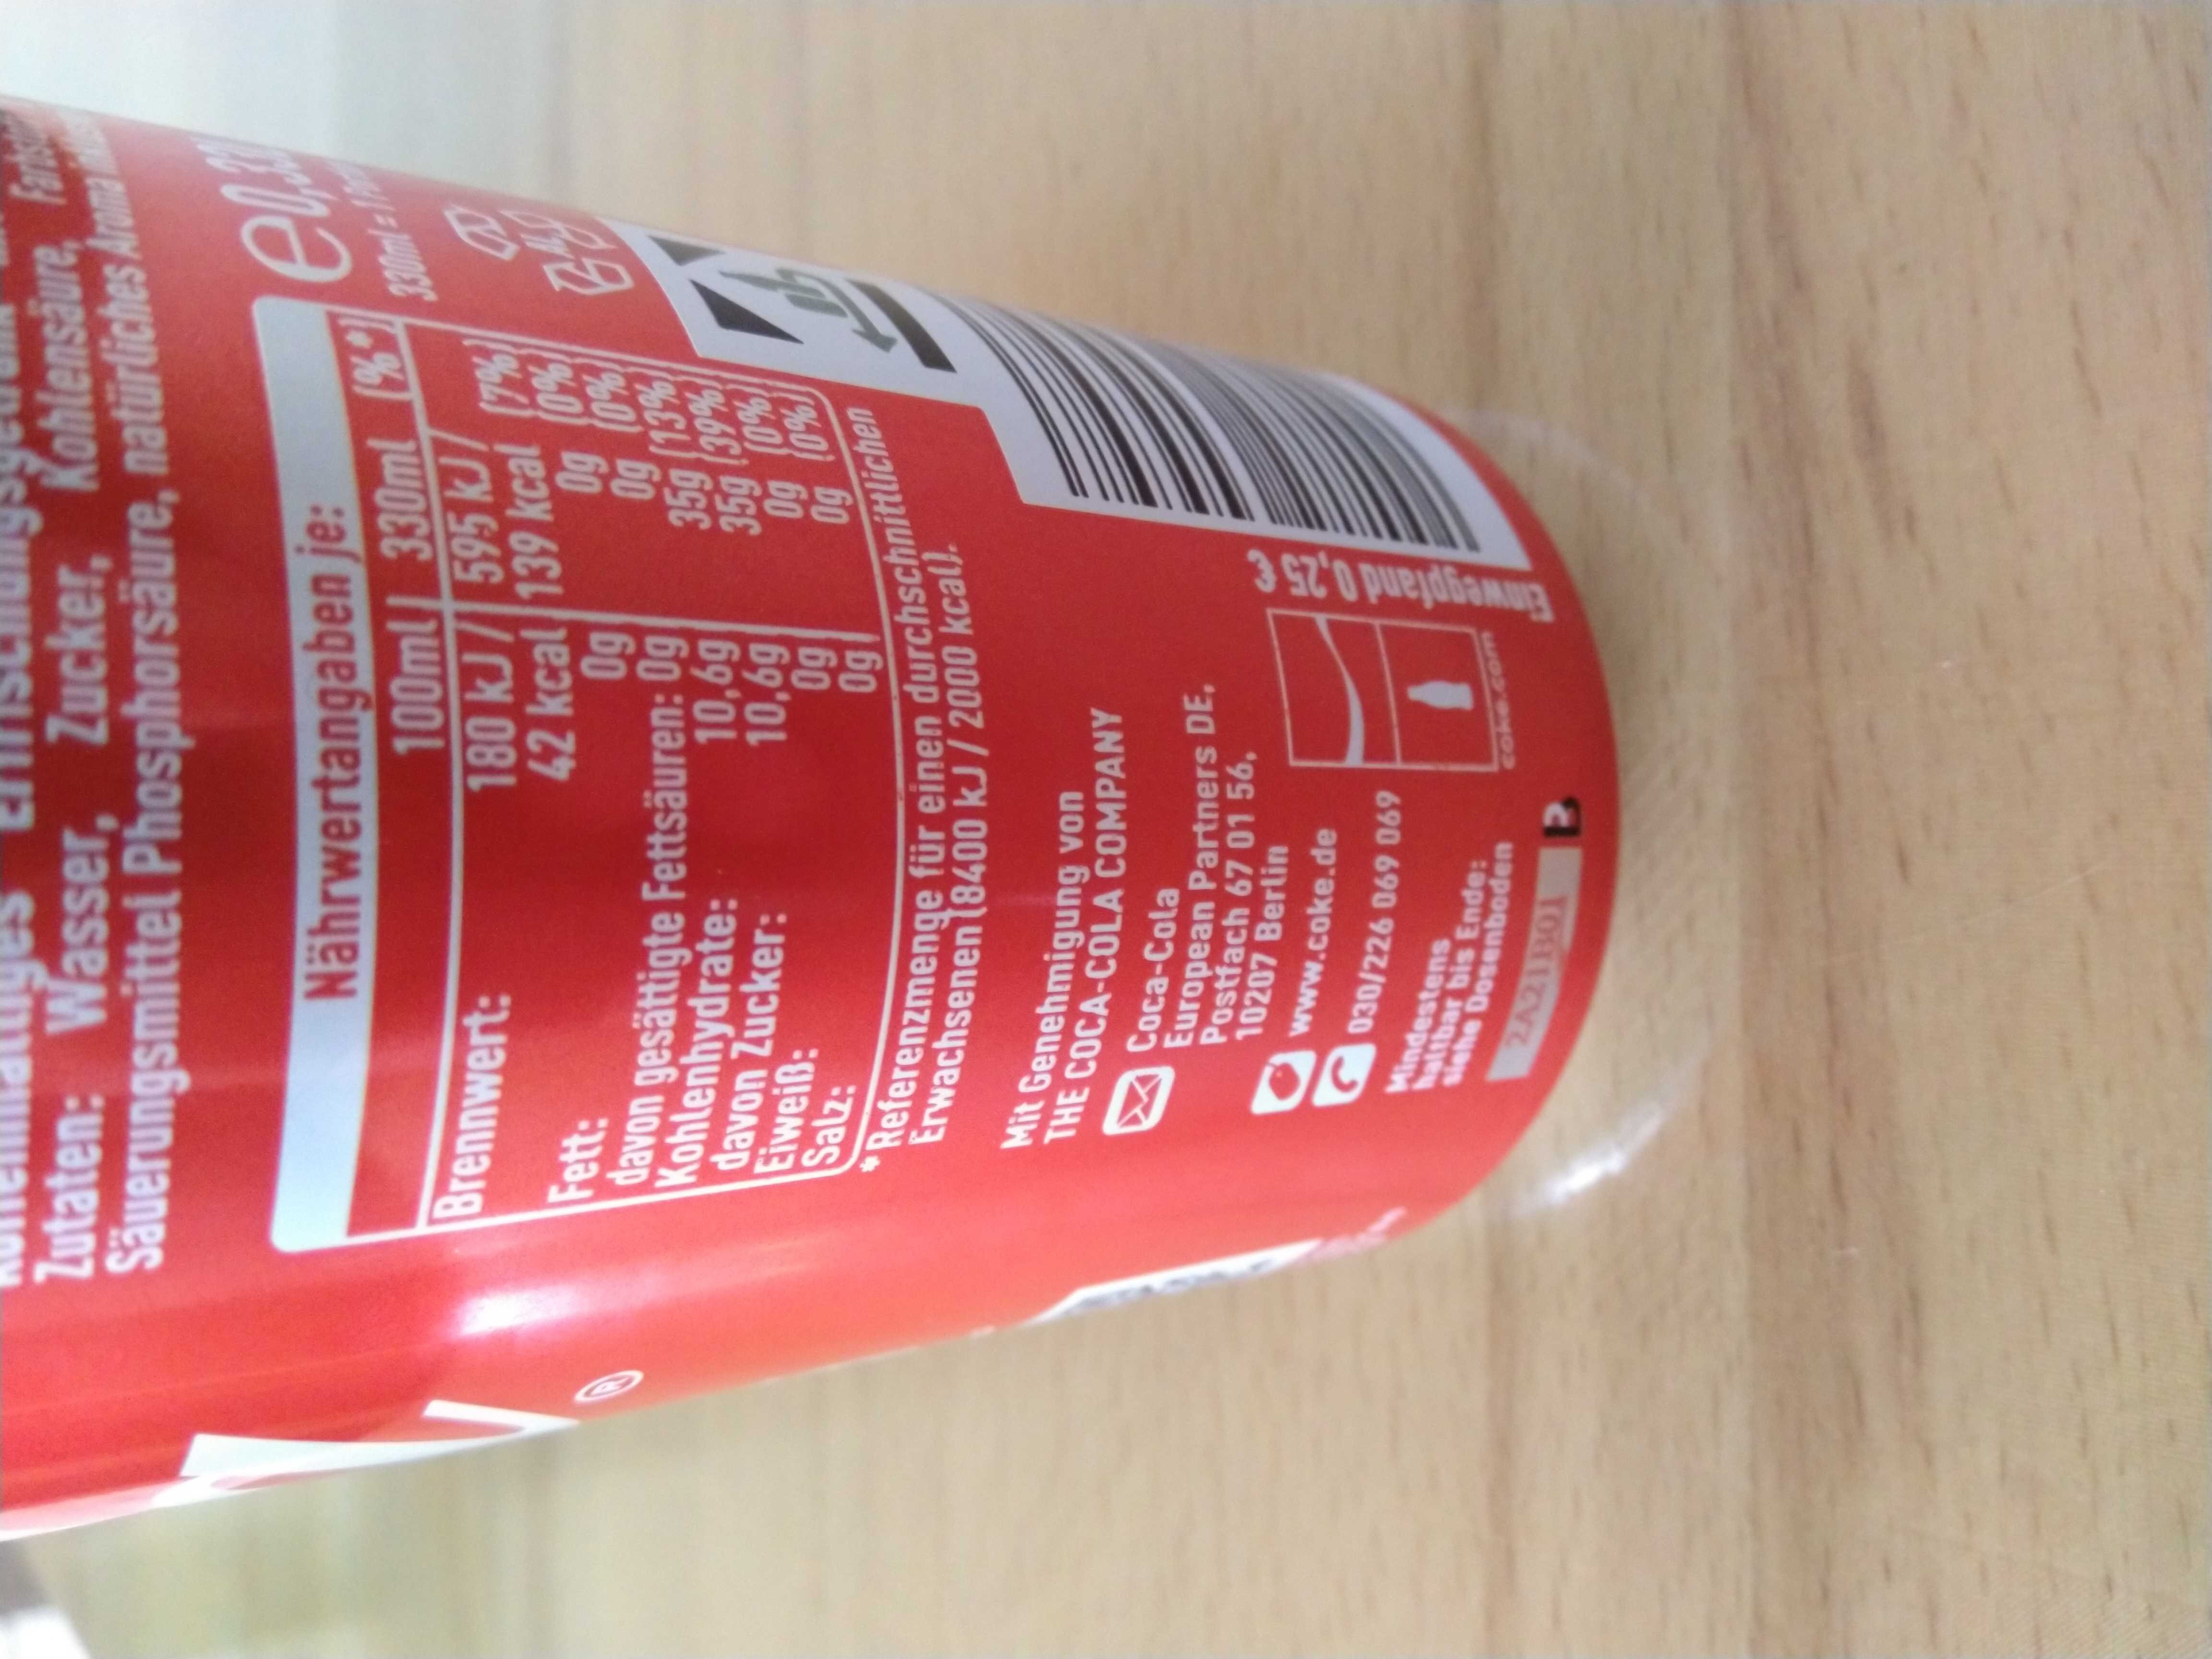 Zutaten: Wasser, Zucker, Kohlensäure,
Säuerungsmittel Phosphorsäure, natürliches Aroma
Nährwertangaben je:
100ml 330ml (%*)
Brennwert: 180 kJ / 595 kJ /
42 kcal 139 kcal (7%)
Fett: 0g 0g (0%)
davon gesättigte Fettsäuren: 0g 0g (0%)
Kohlenhydrate: 10,6g 35g (13%)
davon Zucker: 10,6g 35g (39%)
Eiweiß: 0g 0g (0%)
Salz: 0g 0g (0%)
*Referenzmenge für einen durchschnittlichen
Erwachsenen (8400 kJ / 2000 kcal).
e 0,33
330ml = 1
Mit Genehmigung von
THE COCA-COLA COMPANY
Coca-Cola
European Partners DE,
Postfach 67 01 56,
10207 Berlin
www.coke.de
030/226 069 069
Mindestens
haltbar bis Ende:
siehe Dosenboden
2A21B01
B
coke.com
Einwegpfand 0,25 €
®